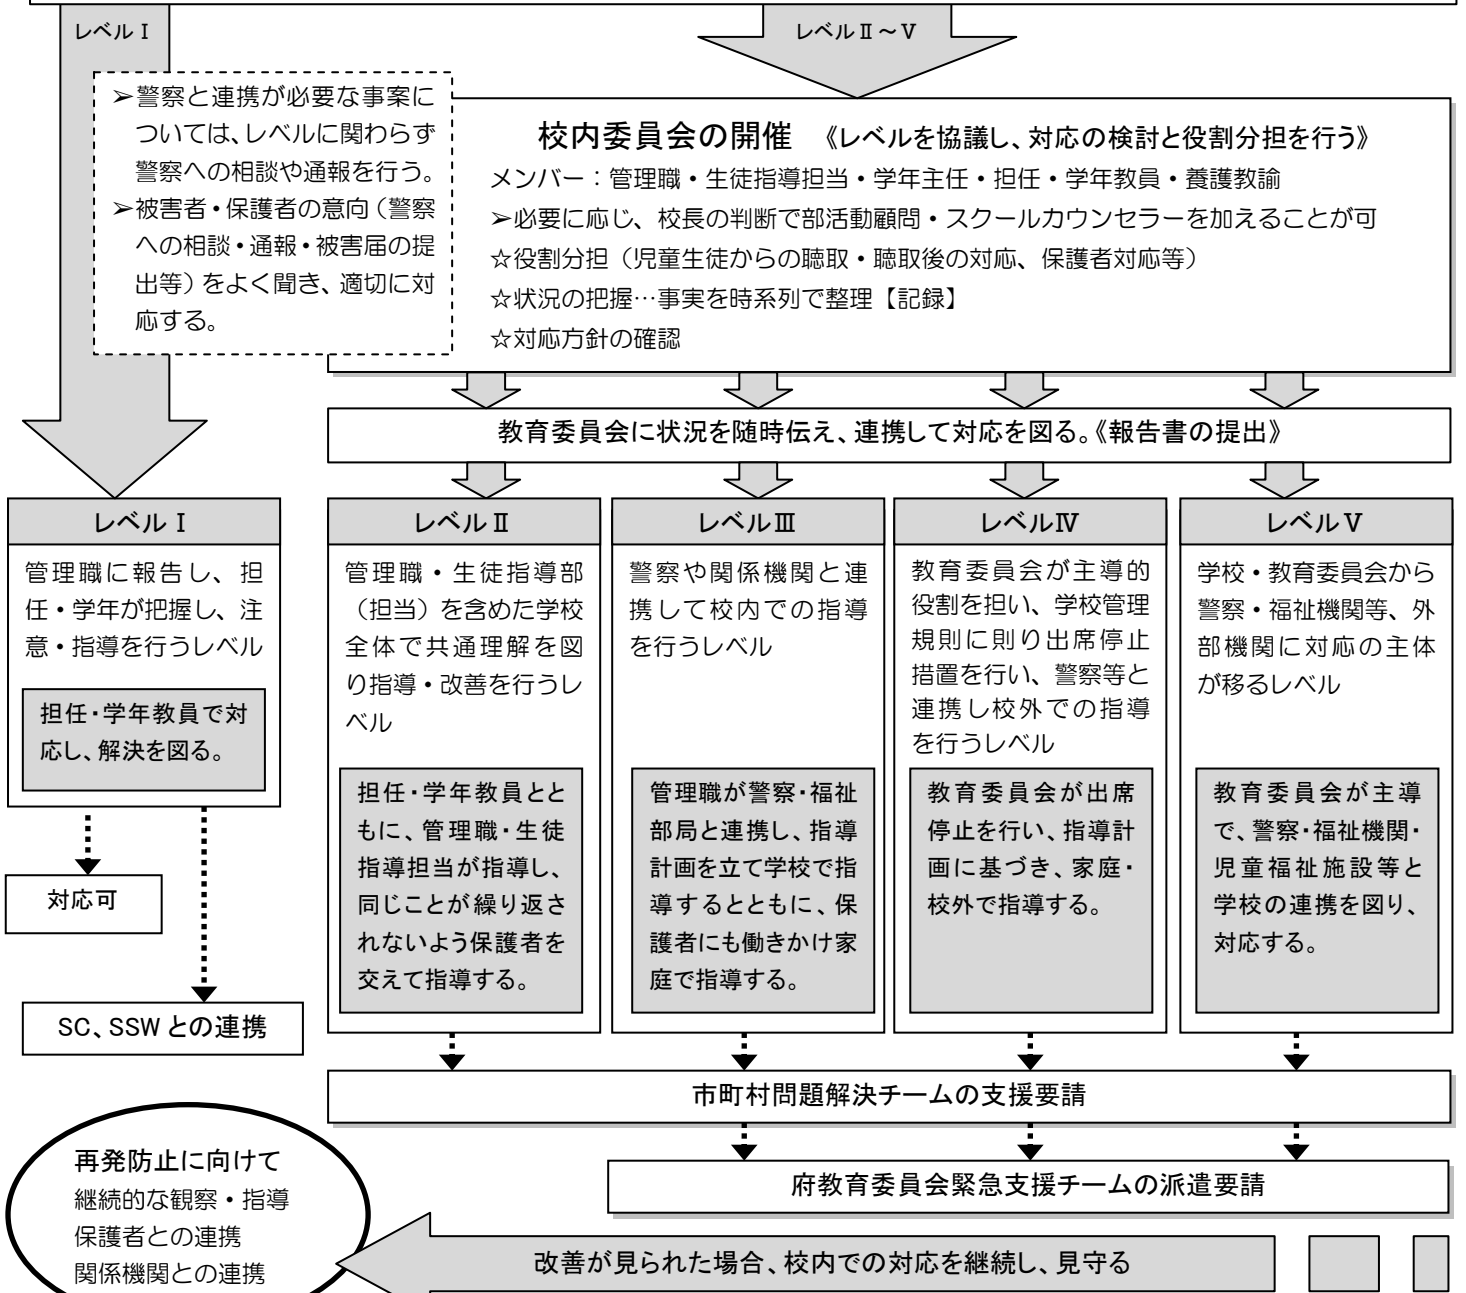 レベルⅠ
レベルⅡ～Ⅴ
➢警察と連携が必要な事案に
ついては、レベルに関わらず
警察への相談や通報を行う。
➢被害者・保護者の意向（警察
への相談・通報・被害届の提
出等）をよく聞き、適切に対
応する。
校内委員会の開催 《レベルを協議し、対応の検討と役割分担を行う》
メンバー：管理職・生徒指導担当・学年主任・担任・学年教員・養護教諭
➢必要に応じ、校長の判断で部活動顧問・スクールカウンセラーを加えることが可
☆役割分担（児童生徒からの聴取・聴取後の対応、保護者対応等）
☆状況の把握…事実を時系列で整理【記録】
☆対応方針の確認
教育委員会に状況を随時伝え、連携して対応を図る。《報告書の提出》
レベルⅠ
管理職に報告し、担
任・学年が把握し、注
意・指導を行うレベル
担任・学年教員で対
応し、解決を図る。
対応可
SC、SSWとの連携
レベルⅡ
管理職・生徒指導部
（担当）を含めた学校
全体で共通理解を図
り指導・改善を行うレ
ベル
担任・学年教員とと
もに、管理職・生徒
指導担当が指導し、
同じことが繰り返さ
れないよう保護者を
交えて指導する。
レベルⅢ
警察や関係機関と連
携して校内での指導
を行うレベル
管理職が警察・福祉
部局と連携し、指導
計画を立て学校で指
導するとともに、保
護者にも働きかけ家
庭で指導する。
レベルⅣ
教育委員会が主導的
役割を担い、学校管理
規則に則り出席停止
措置を行い、警察等と
連携し校外での指導
を行うレベル
教育委員会が出席
停止を行い、指導計
画に基づき、家庭・
校外で指導する。
レベルⅤ
学校・教育委員会から
警察・福祉機関等、外
部機関に対応の主体
が移るレベル
教育委員会が主導
で、警察・福祉機関・
児童福祉施設等と
学校の連携を図り、
対応する。
市町村問題解決チームの支援要請
府教育委員会緊急支援チームの派遣要請
再発防止に向けて
継続的な観察・指導
保護者との連携
関係機関との連携
改善が見られた場合、校内での対応を継続し、見守る